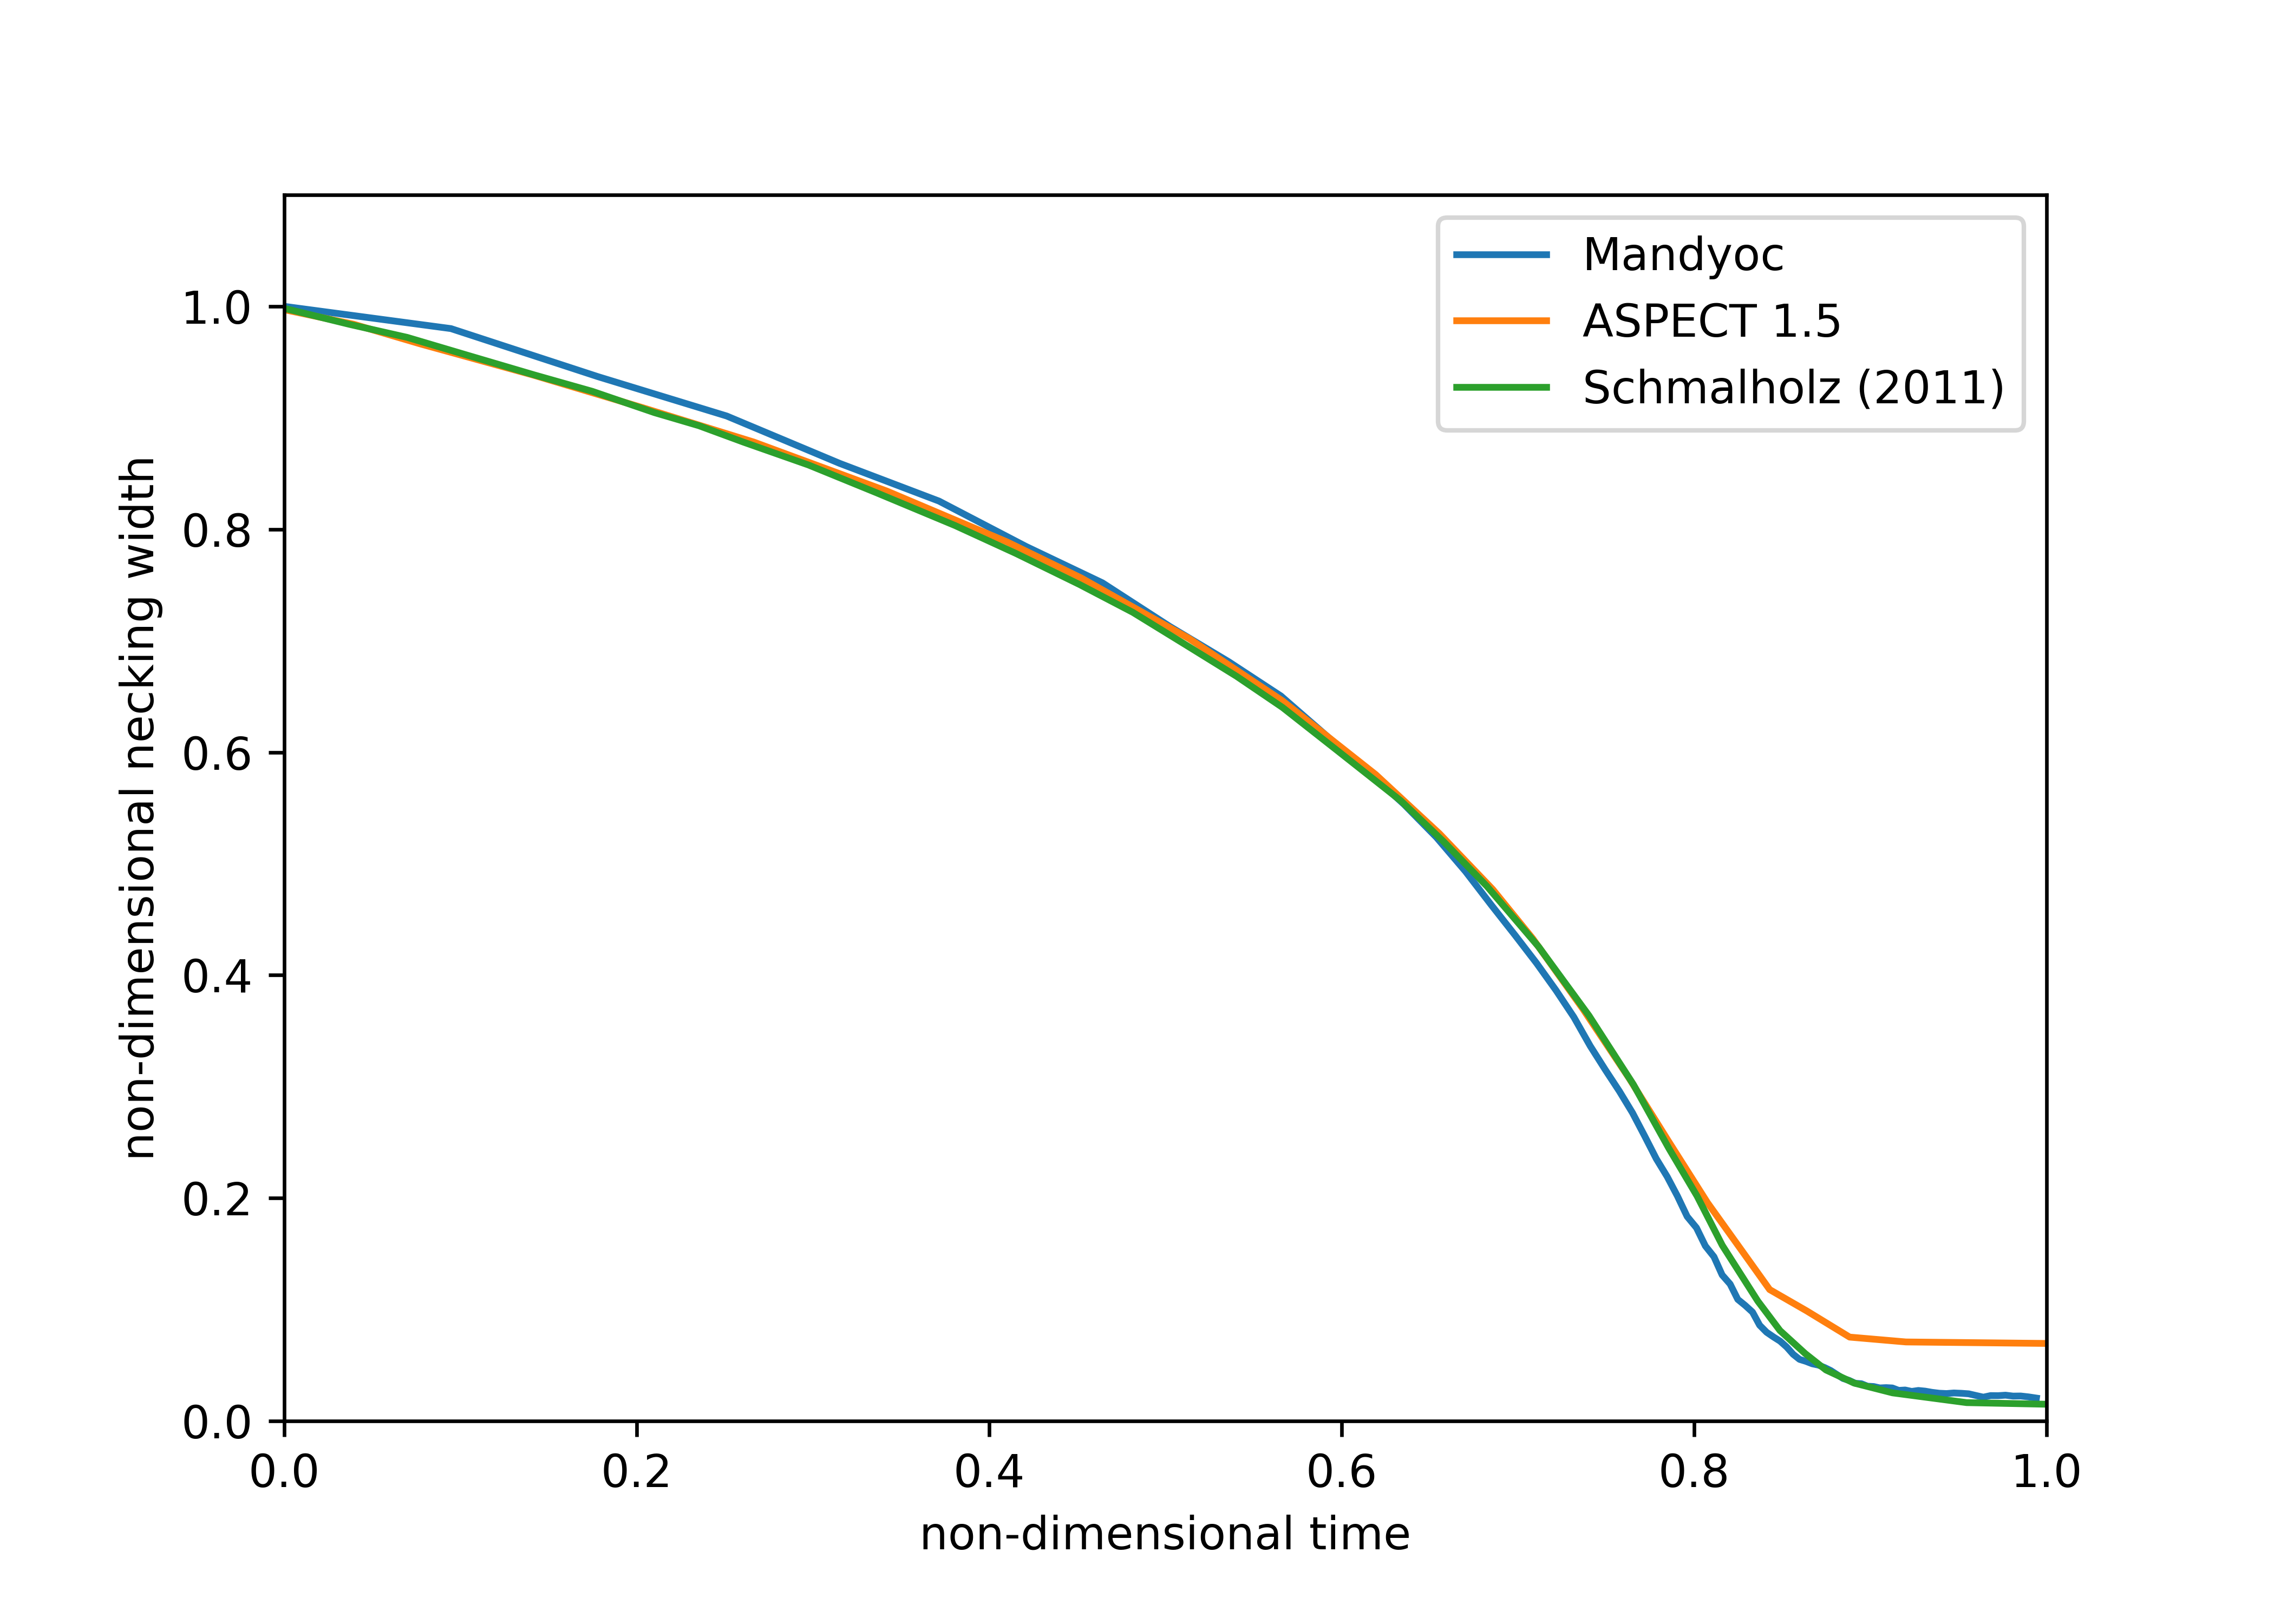 Mandyoc
ASPECT 1.5
Schmalholz (2011)
non-dimensional necking width
1.0
0.8
0.6
0.4
0.2
0.0
0.0 0.2 0.4 0.6 0.8 1.0
non-dimensional time